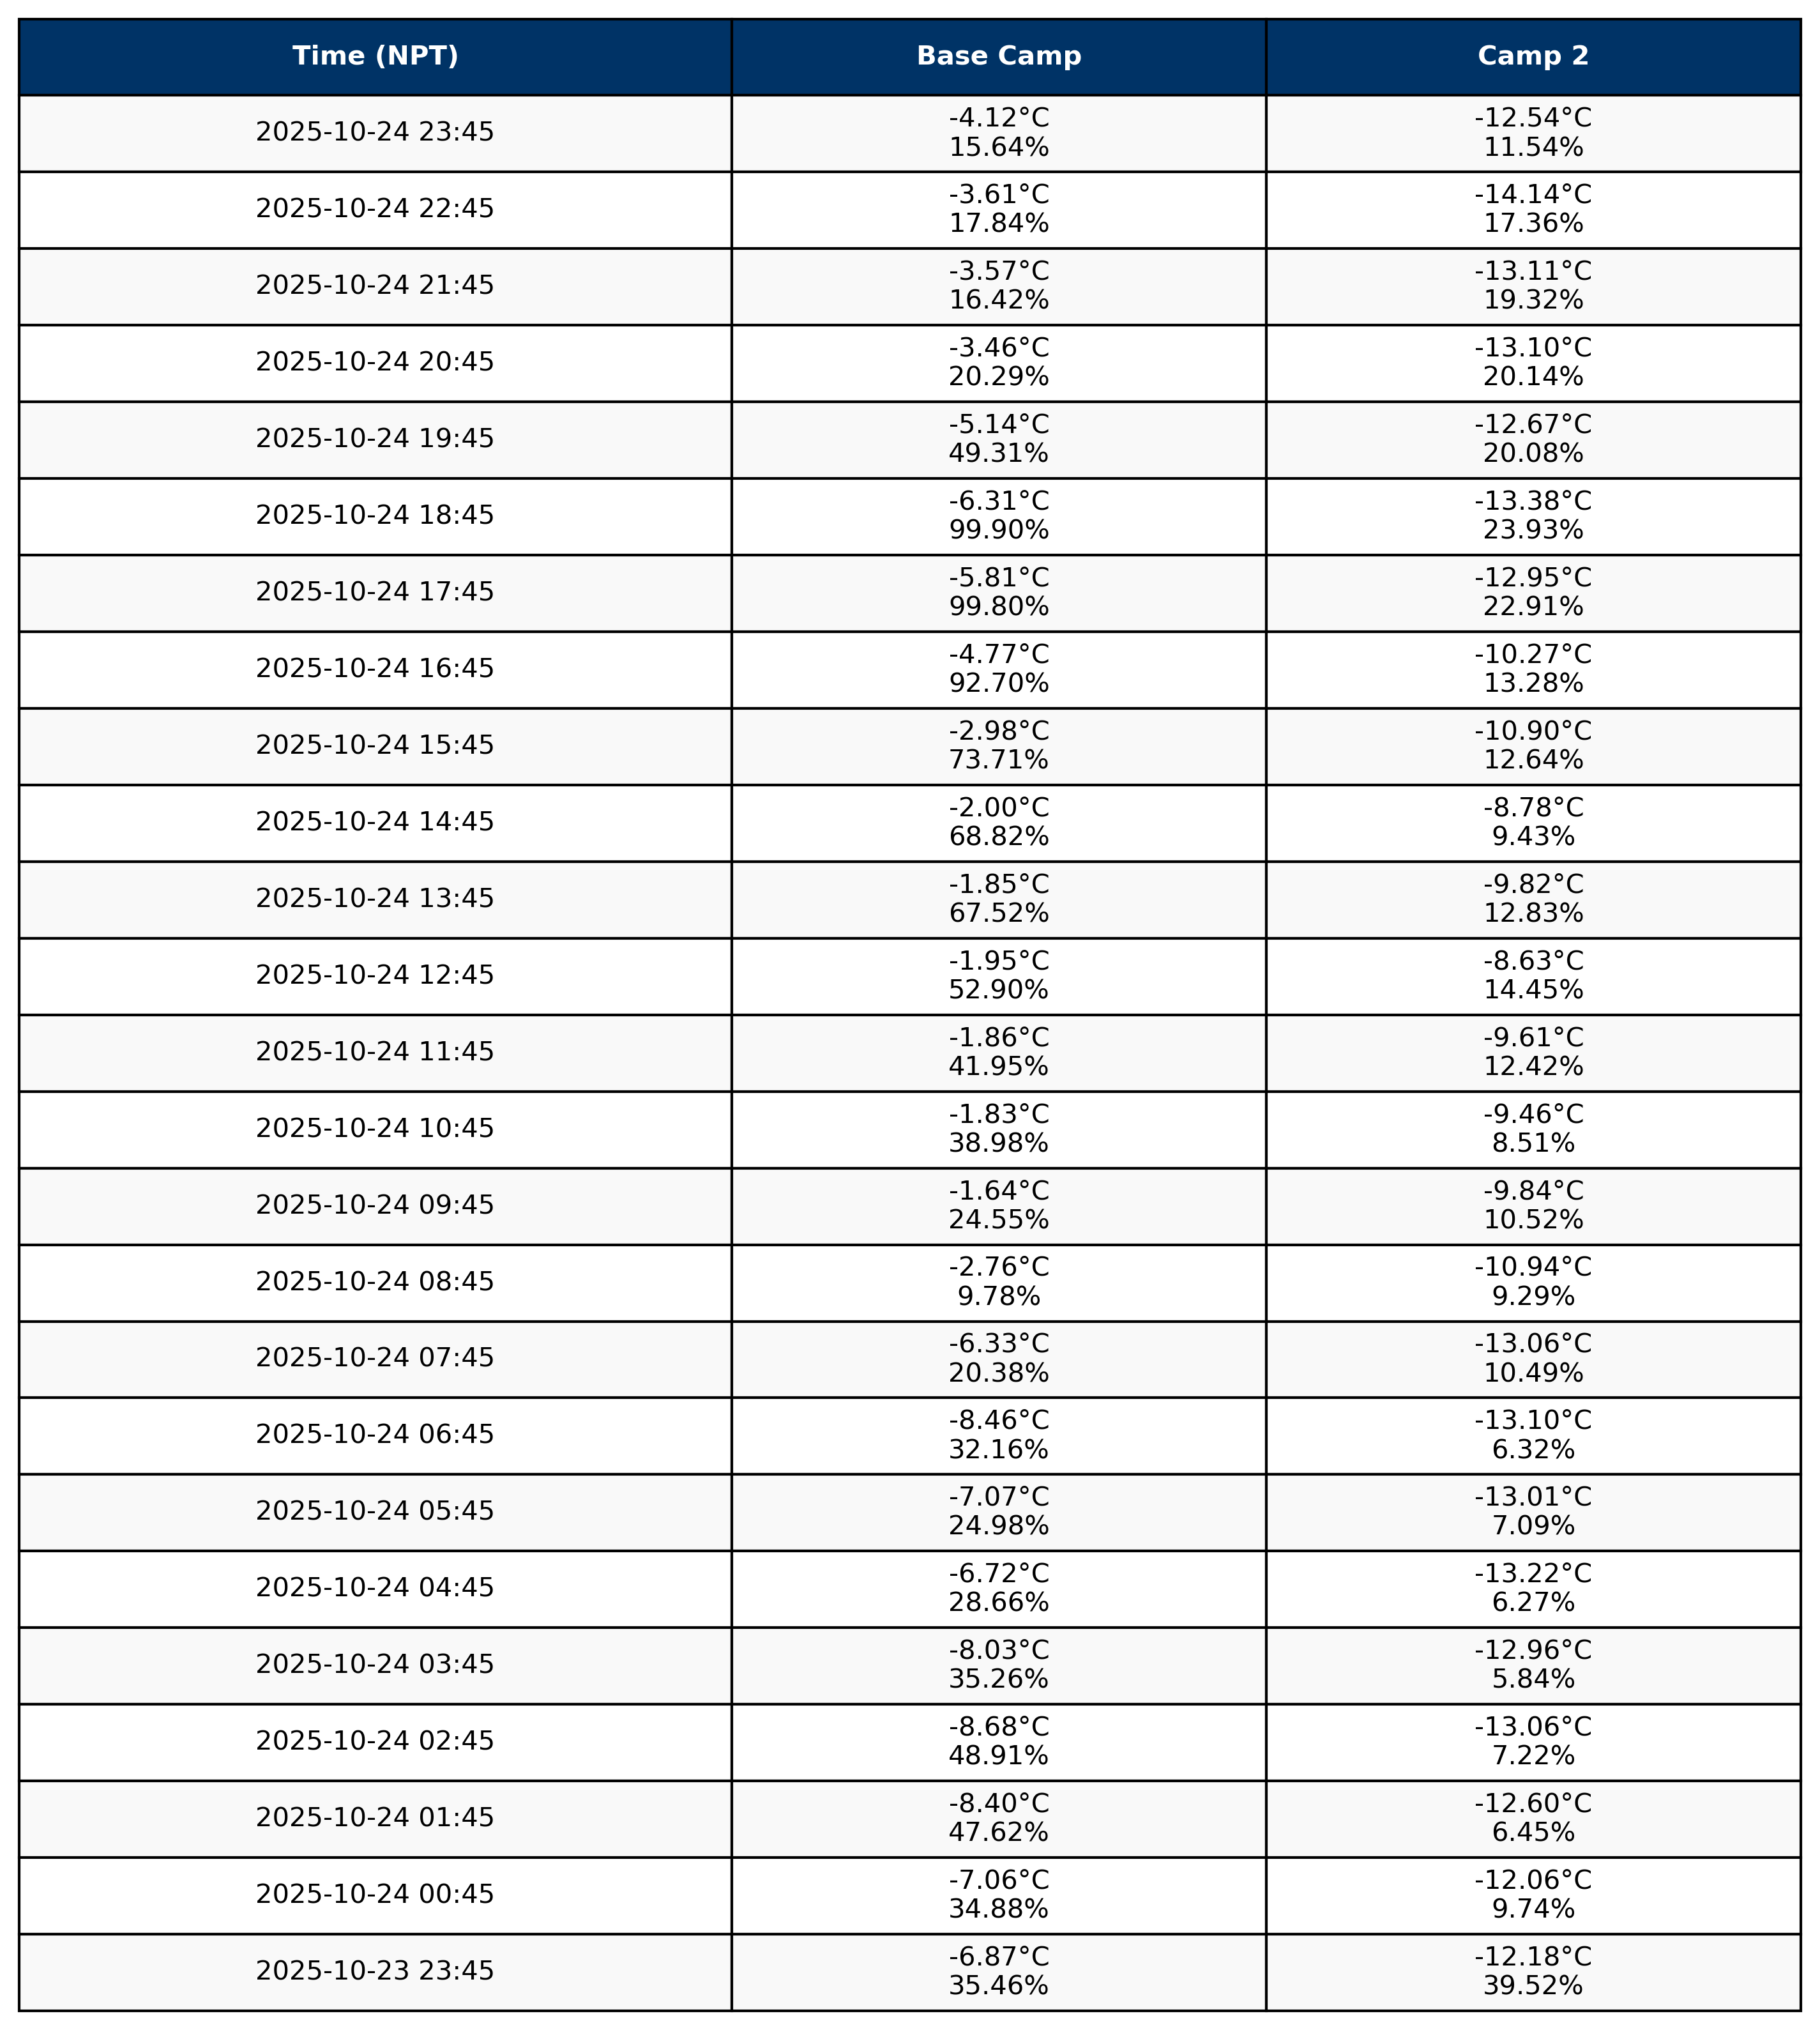 Time (NPT) Base Camp Camp 2
2025-10-24 23:45 -4.12°C 15.64% -12.54°C 11.54%
2025-10-24 22:45 -3.61°C 17.84% -14.14°C 17.36%
2025-10-24 21:45 -3.57°C 16.42% -13.11°C 19.32%
2025-10-24 20:45 -3.46°C 20.29% -13.10°C 20.14%
2025-10-24 19:45 -5.14°C 49.31% -12.67°C 20.08%
2025-10-24 18:45 -6.31°C 99.90% -13.38°C 23.93%
2025-10-24 17:45 -5.81°C 99.80% -12.95°C 22.91%
2025-10-24 16:45 -4.77°C 92.70% -10.27°C 13.28%
2025-10-24 15:45 -2.98°C 73.71% -10.90°C 12.64%
2025-10-24 14:45 -2.00°C 68.82% -8.78°C 9.43%
2025-10-24 13:45 -1.85°C 67.52% -9.82°C 12.83%
2025-10-24 12:45 -1.95°C 52.90% -8.63°C 14.45%
2025-10-24 11:45 -1.86°C 41.95% -9.61°C 12.42%
2025-10-24 10:45 -1.83°C 38.98% -9.46°C 8.51%
2025-10-24 09:45 -1.64°C 24.55% -9.84°C 10.52%
2025-10-24 08:45 -2.76°C 9.78% -10.94°C 9.29%
2025-10-24 07:45 -6.33°C 20.38% -13.06°C 10.49%
2025-10-24 06:45 -8.46°C 32.16% -13.10°C 6.32%
2025-10-24 05:45 -7.07°C 24.98% -13.01°C 7.09%
2025-10-24 04:45 -6.72°C 28.66% -13.22°C 6.27%
2025-10-24 03:45 -8.03°C 35.26% -12.96°C 5.84%
2025-10-24 02:45 -8.68°C 48.91% -13.06°C 7.22%
2025-10-24 01:45 -8.40°C 47.62% -12.60°C 6.45%
2025-10-24 00:45 -7.06°C 34.88% -12.06°C 9.74%
2025-10-23 23:45 -6.87°C 35.46% -12.18°C 39.52%